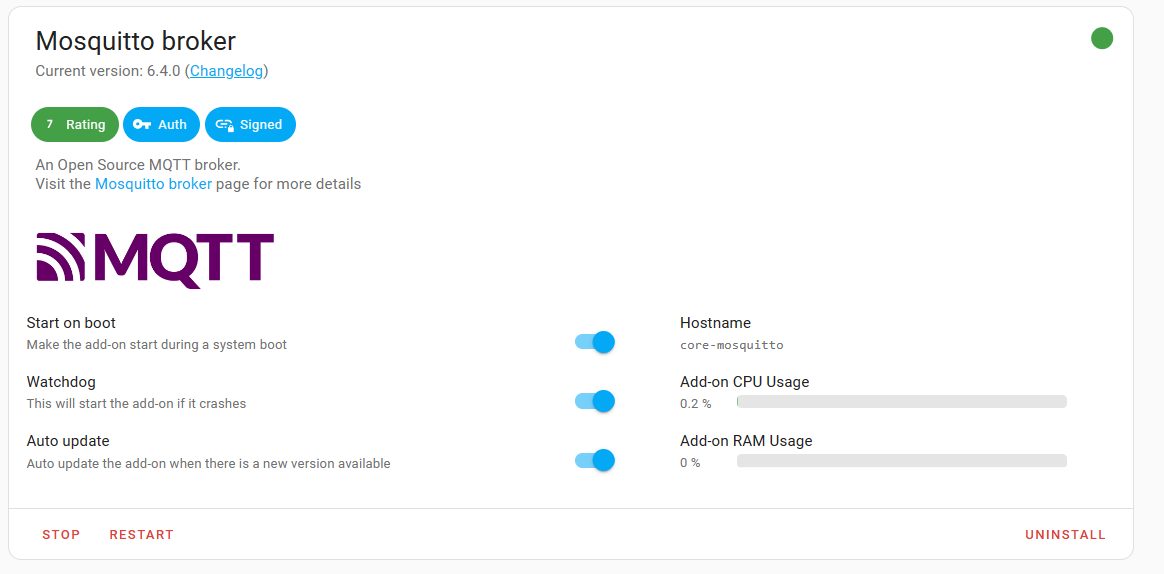 Mosquitto broker
Current version: 6.4.0 (Changelog)
7 Rating Auth Signed
An Open Source MQTT broker.
Visit the Mosquitto broker page for more details
MQTT
Start on boot
Make the add-on start during a system boot
Hostname
core-mosquitto
Watchdog
This will start the add-on if it crashes
Add-on CPU Usage
0.2 %
Auto update
Auto update the add-on when there is a new version available
Add-on RAM Usage
0 %
STOP RESTART UNINSTALL